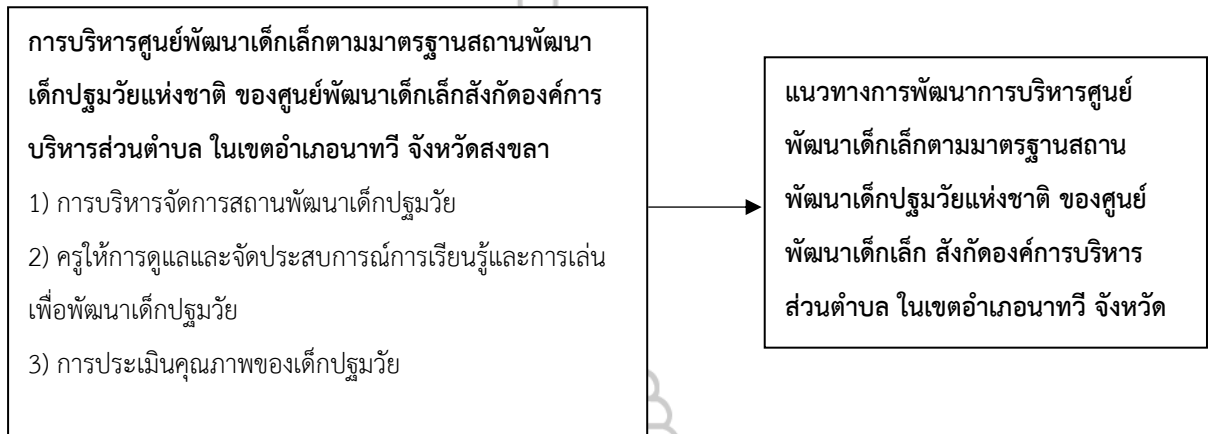 การบริหารศูนย์พัฒนาเด็กเล็กตามมาตรฐานสถานพัฒนา
เด็กปฐมวัยแห่งชาติ ของศูนย์พัฒนาเด็กเล็กสังกัดองค์การ
บริหารส่วนตำบล ในเขตอำเภอนาทวี จังหวัดสงขลา
1) การบริหารจัดการสถานพัฒนาเด็กปฐมวัย
2) ครูให้การดูแลและจัดประสบการณ์การเรียนรู้และการเล่น
เพื่อพัฒนาเด็กปฐมวัย
3) การประเมินคุณภาพของเด็กปฐมวัย
แนวทางการพัฒนาการบริหารศูนย์
พัฒนาเด็กเล็กตามมาตรฐานสถาน
พัฒนาเด็กปฐมวัยแห่งชาติ ของศูนย์
พัฒนาเด็กเล็ก สังกัดองค์การบริหาร
ส่วนตำบล ในเขตอำเภอนาทวี จังหวัด